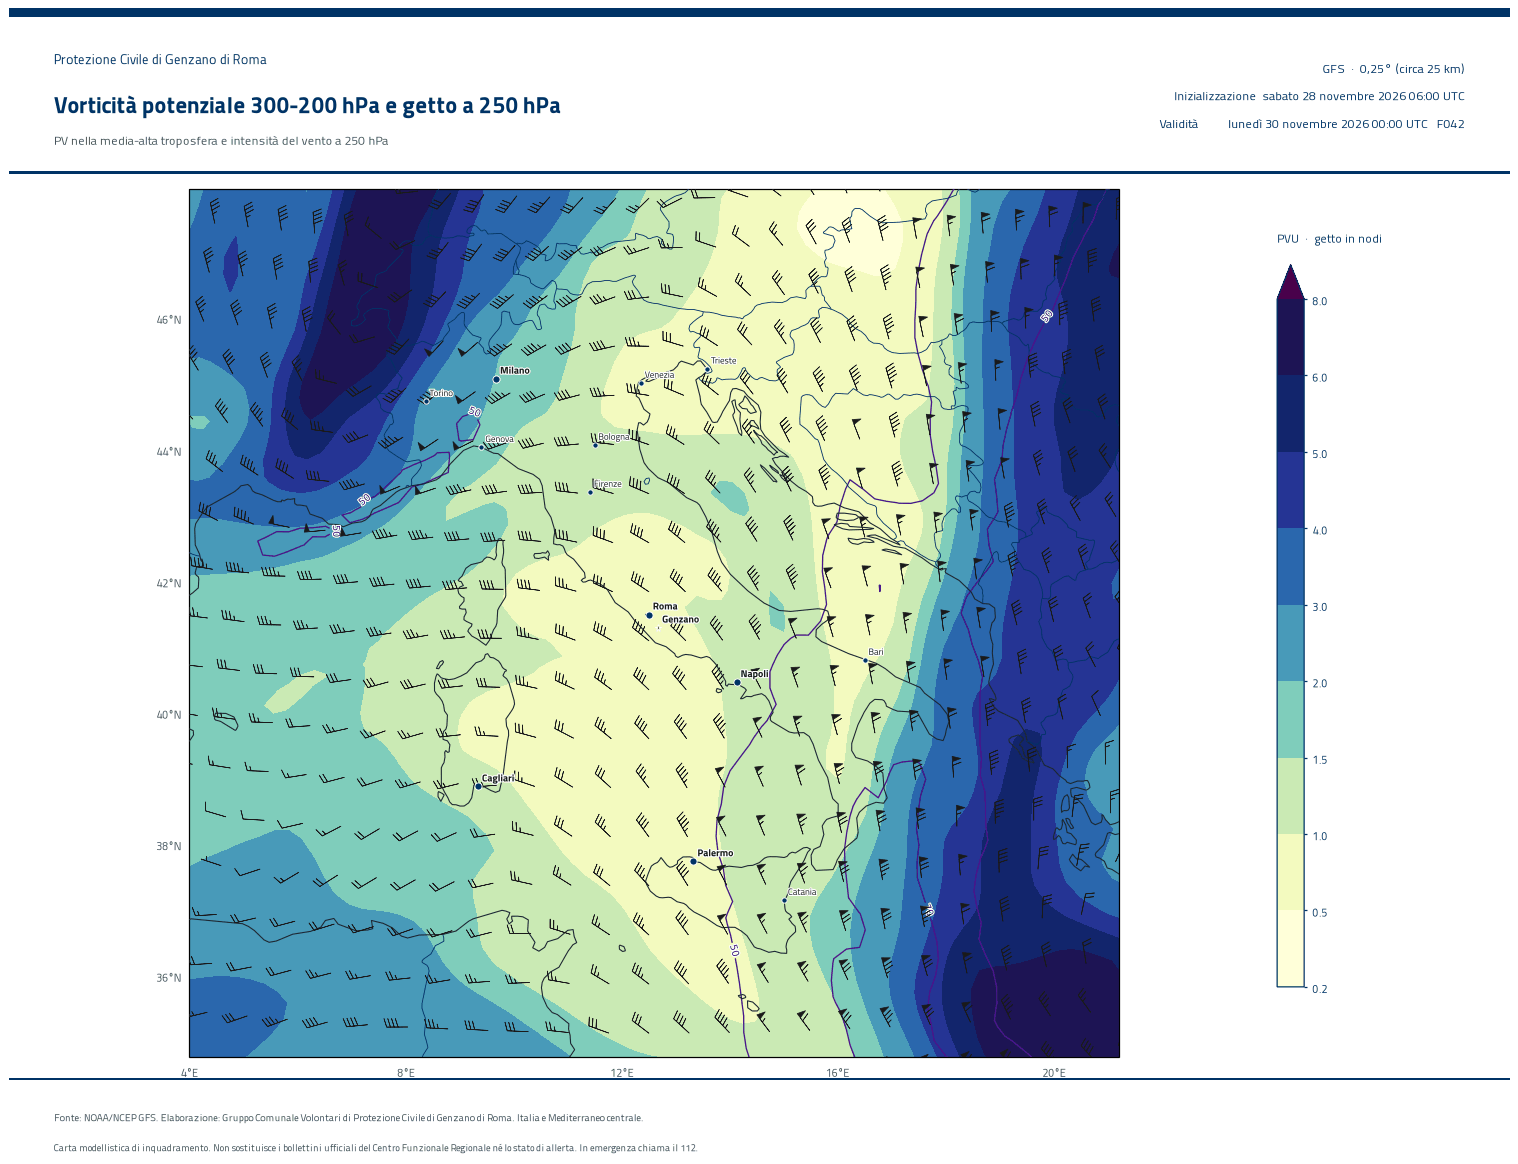 Protezione Civile di Genzano di Roma
Vorticità potenziale 300-200 hPa e getto a 250 hPa
PV nella media-alta troposfera e intensità del vento a 250 hPa
GFS · 0,25° (circa 25 km)
Inizializzazione sabato 28 novembre 2026 06:00 UTC
Validità lunedì 30 novembre 2026 00:00 UTC F042
PVU · getto in nodi
8.0
6.0
5.0
4.0
3.0
2.0
1.5
1.0
0.5
0.2
46°N
44°N
42°N
40°N
38°N
36°N
4°E
8°E
12°E
16°E
20°E
50
Trieste
Milano
Venezia
Torino
50
Genova
Bologna
Firenze
50
50
Roma
Genzano
Bari
Napoli
Cagliari
Palermo
Catania
70
50
Fonte: NOAA/NCEP GFS. Elaborazione: Gruppo Comunale Volontari di Protezione Civile di Genzano di Roma. Italia e Mediterraneo centrale.
Carta modellistica di inquadramento. Non sostituisce i bollettini ufficiali del Centro Funzionale Regionale né lo stato di allerta. In emergenza chiama il 112.